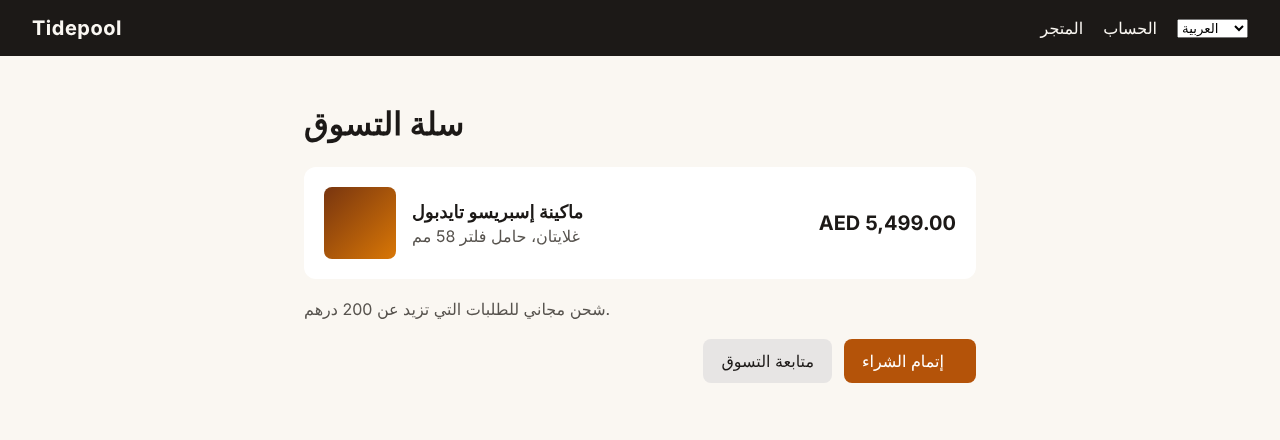 Tidepool
المتجر
الحساب
العربية
سلة التسوق
ماكينة إسبريسو تايدبول
غلايتان، حامل فلتر 58 مم
AED 5,499.00
شحن مجاني للطلبات التي تزيد عن 200 درهم.
متابعة التسوق
إتمام الشراء